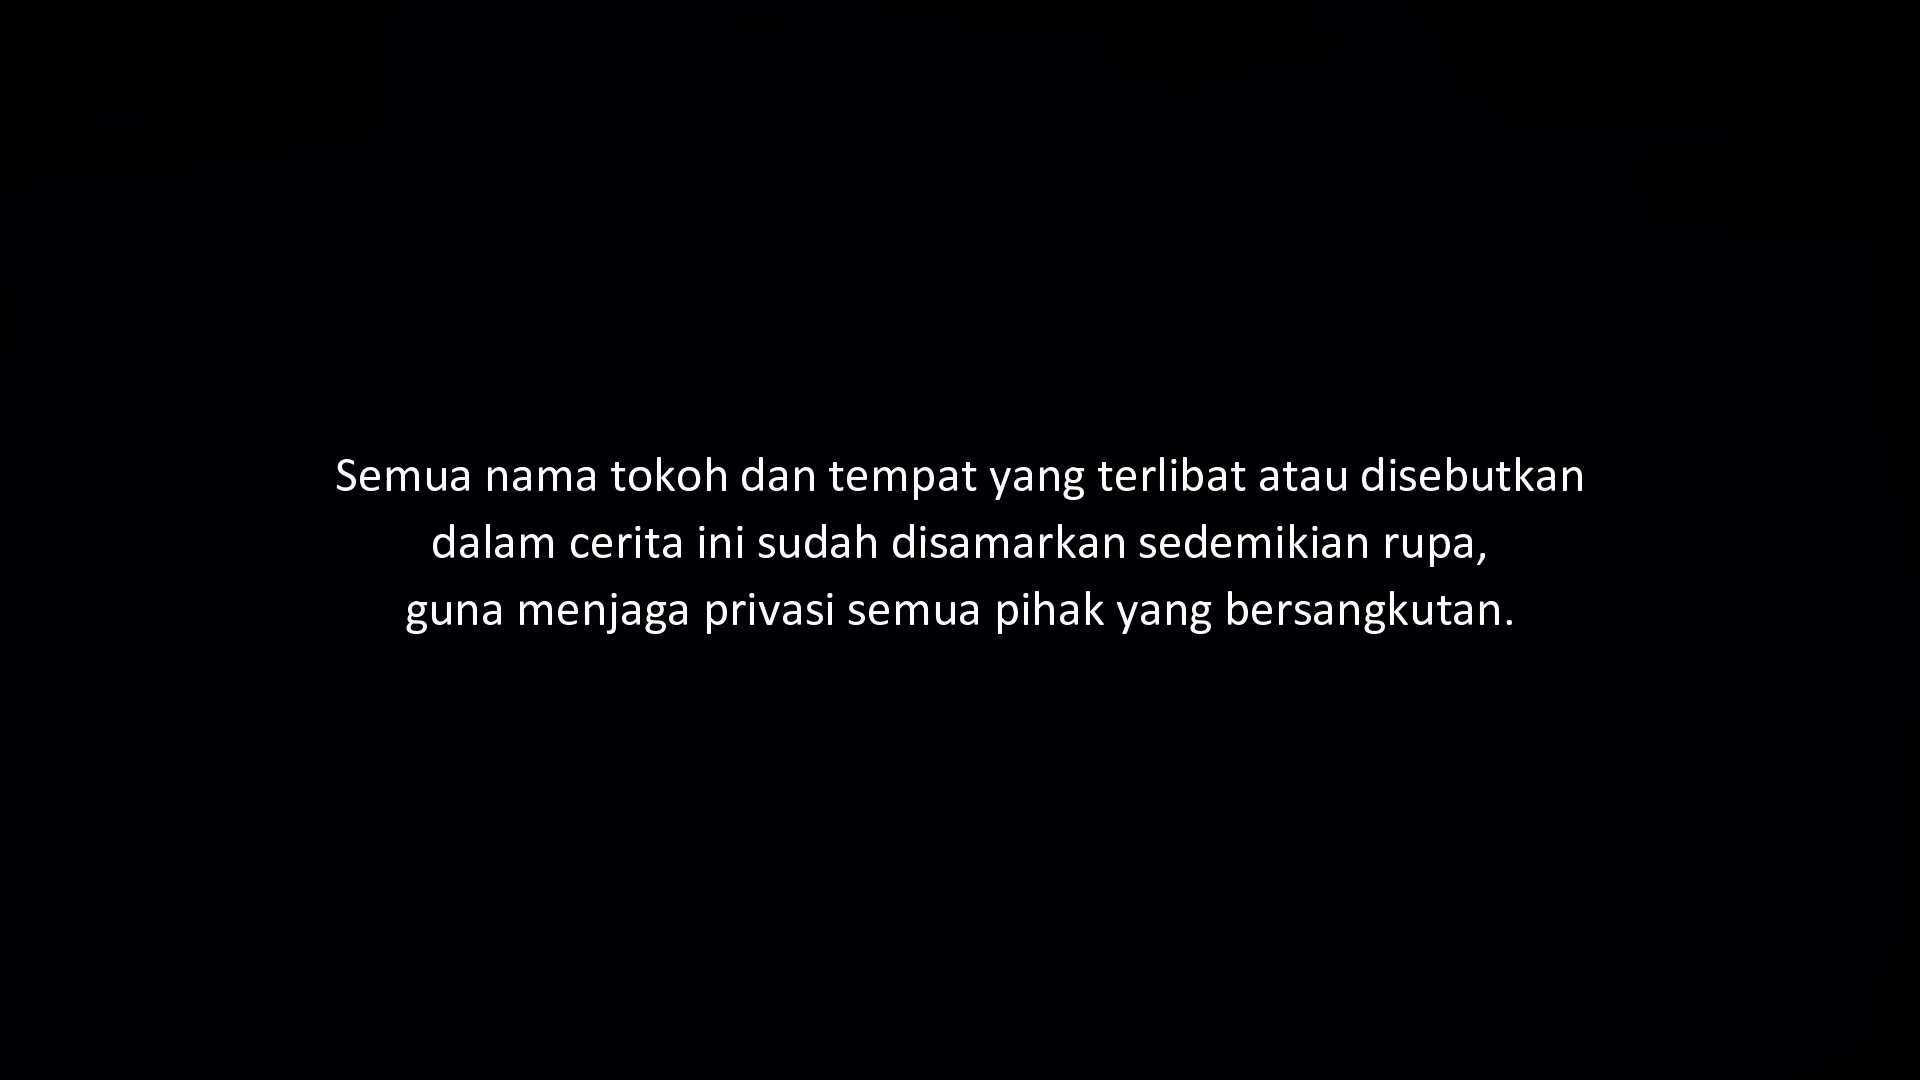 Semua nama tokoh dan tempat yang terlibat atau disebutkan
dalam cerita ini sudah disamarkan sedemikian rupa,
guna menjaga privasi semua pihak yang bersangkutan.